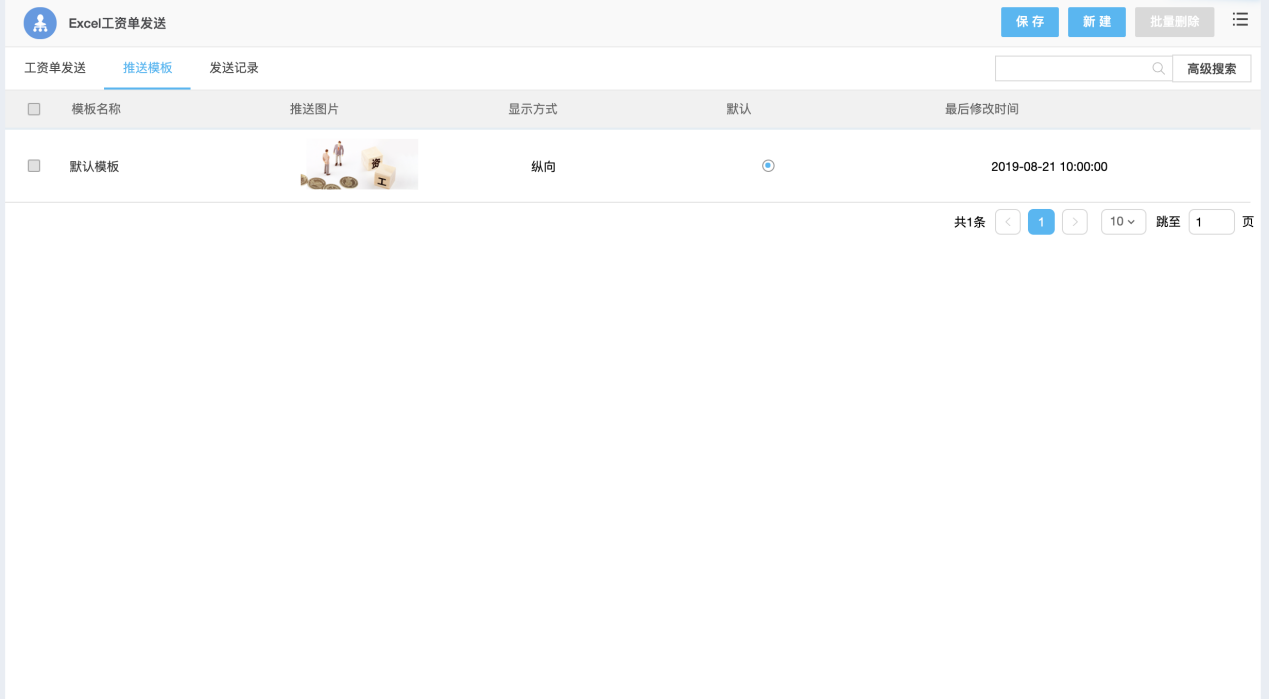 Excel工资单发送
保 存 新 建 批量删除
工资单发送 推送模板 发送记录 高级搜索
模板名称 推送图片 显示方式 默认 最后修改时间
默认模板 资 工 纵向 2019-08-21 10:00:00
共1条 1 10 跳至 1 页